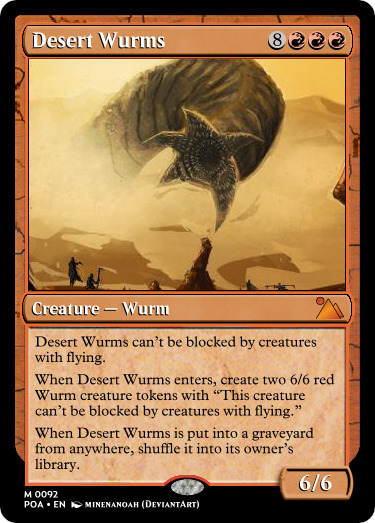 Desert Wurms 8
Creature — Wurm
Desert Wurms can't be blocked by creatures
with flying.
When Desert Wurms enters, create two 6/6 red
Wurm creature tokens with “This creature
can't be blocked by creatures with flying.”
When Desert Wurms is put into a graveyard
from anywhere, shuffle it into its owner's
library.
6/6
M 0092
POA • EN MINENANOAH (DEVIANTART)